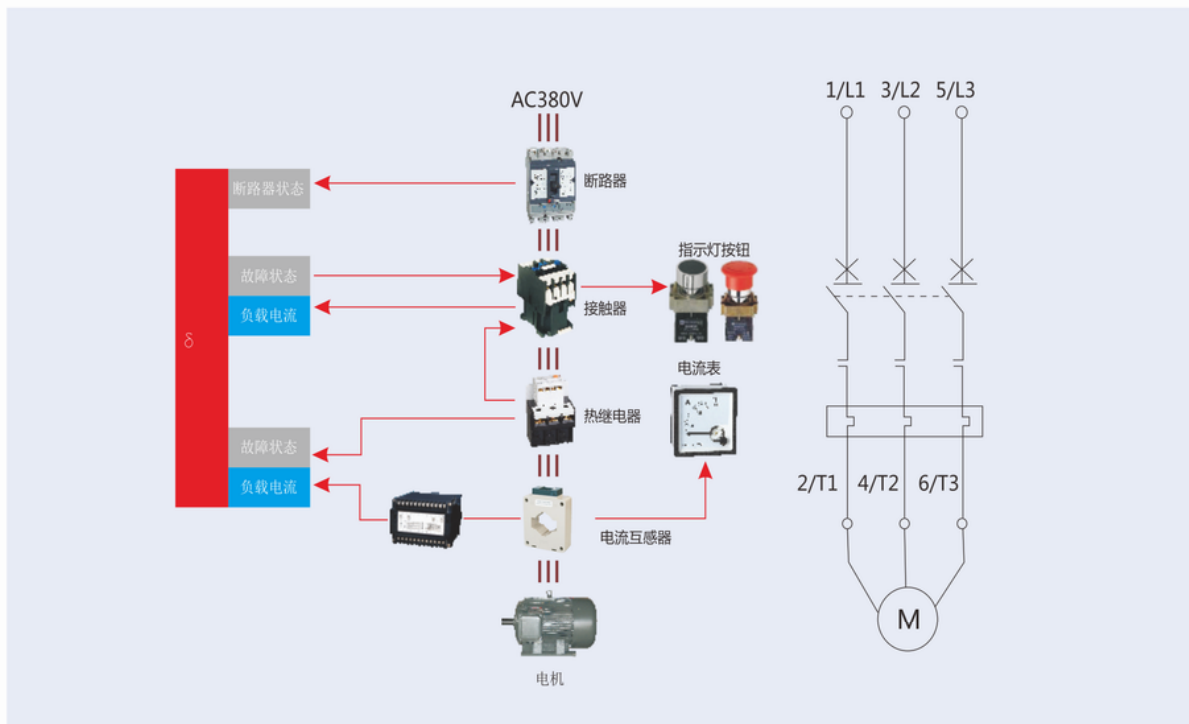 AC380V
断路器
断路器状态
指示灯按钮
故障状态
负载电流
接触器
δ
电流表
A
热继电器
故障状态
负载电流
电流互感器
电机
1/L1 3/L2 5/L3
2/T1 4/T2 6/T3
M